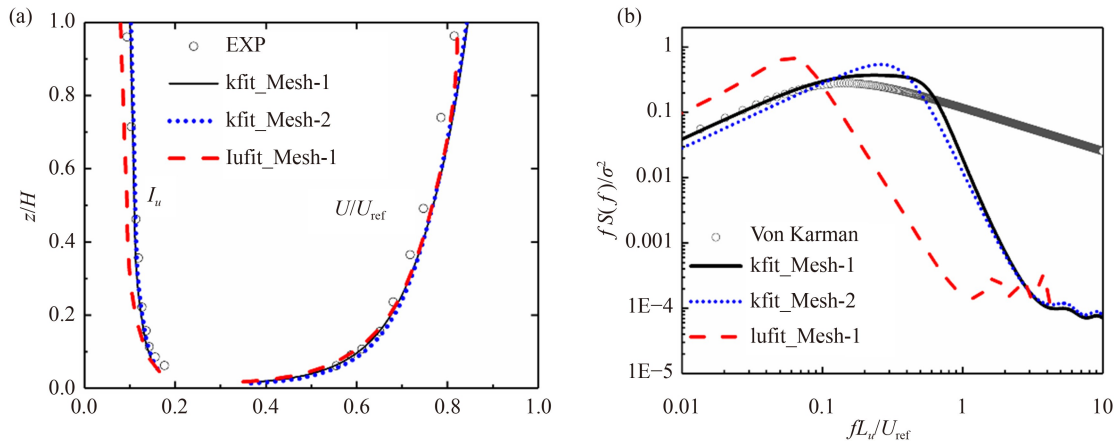 (a)
1.0
0.8
0.6
0.4
0.2
0.0
z/H
EXP
kfit_Mesh-1
kfit_Mesh-2
Iufit_Mesh-1
I_u
U/U_ref
0.0 0.2 0.4 0.6 0.8 1.0
(b)
1
0.1
0.01
0.001
1E-4
1E-5
f S(f)/σ²
Von Karman
kfit_Mesh-1
kfit_Mesh-2
lufit_Mesh-1
0.01 0.1 1 10
fL_u/U_ref